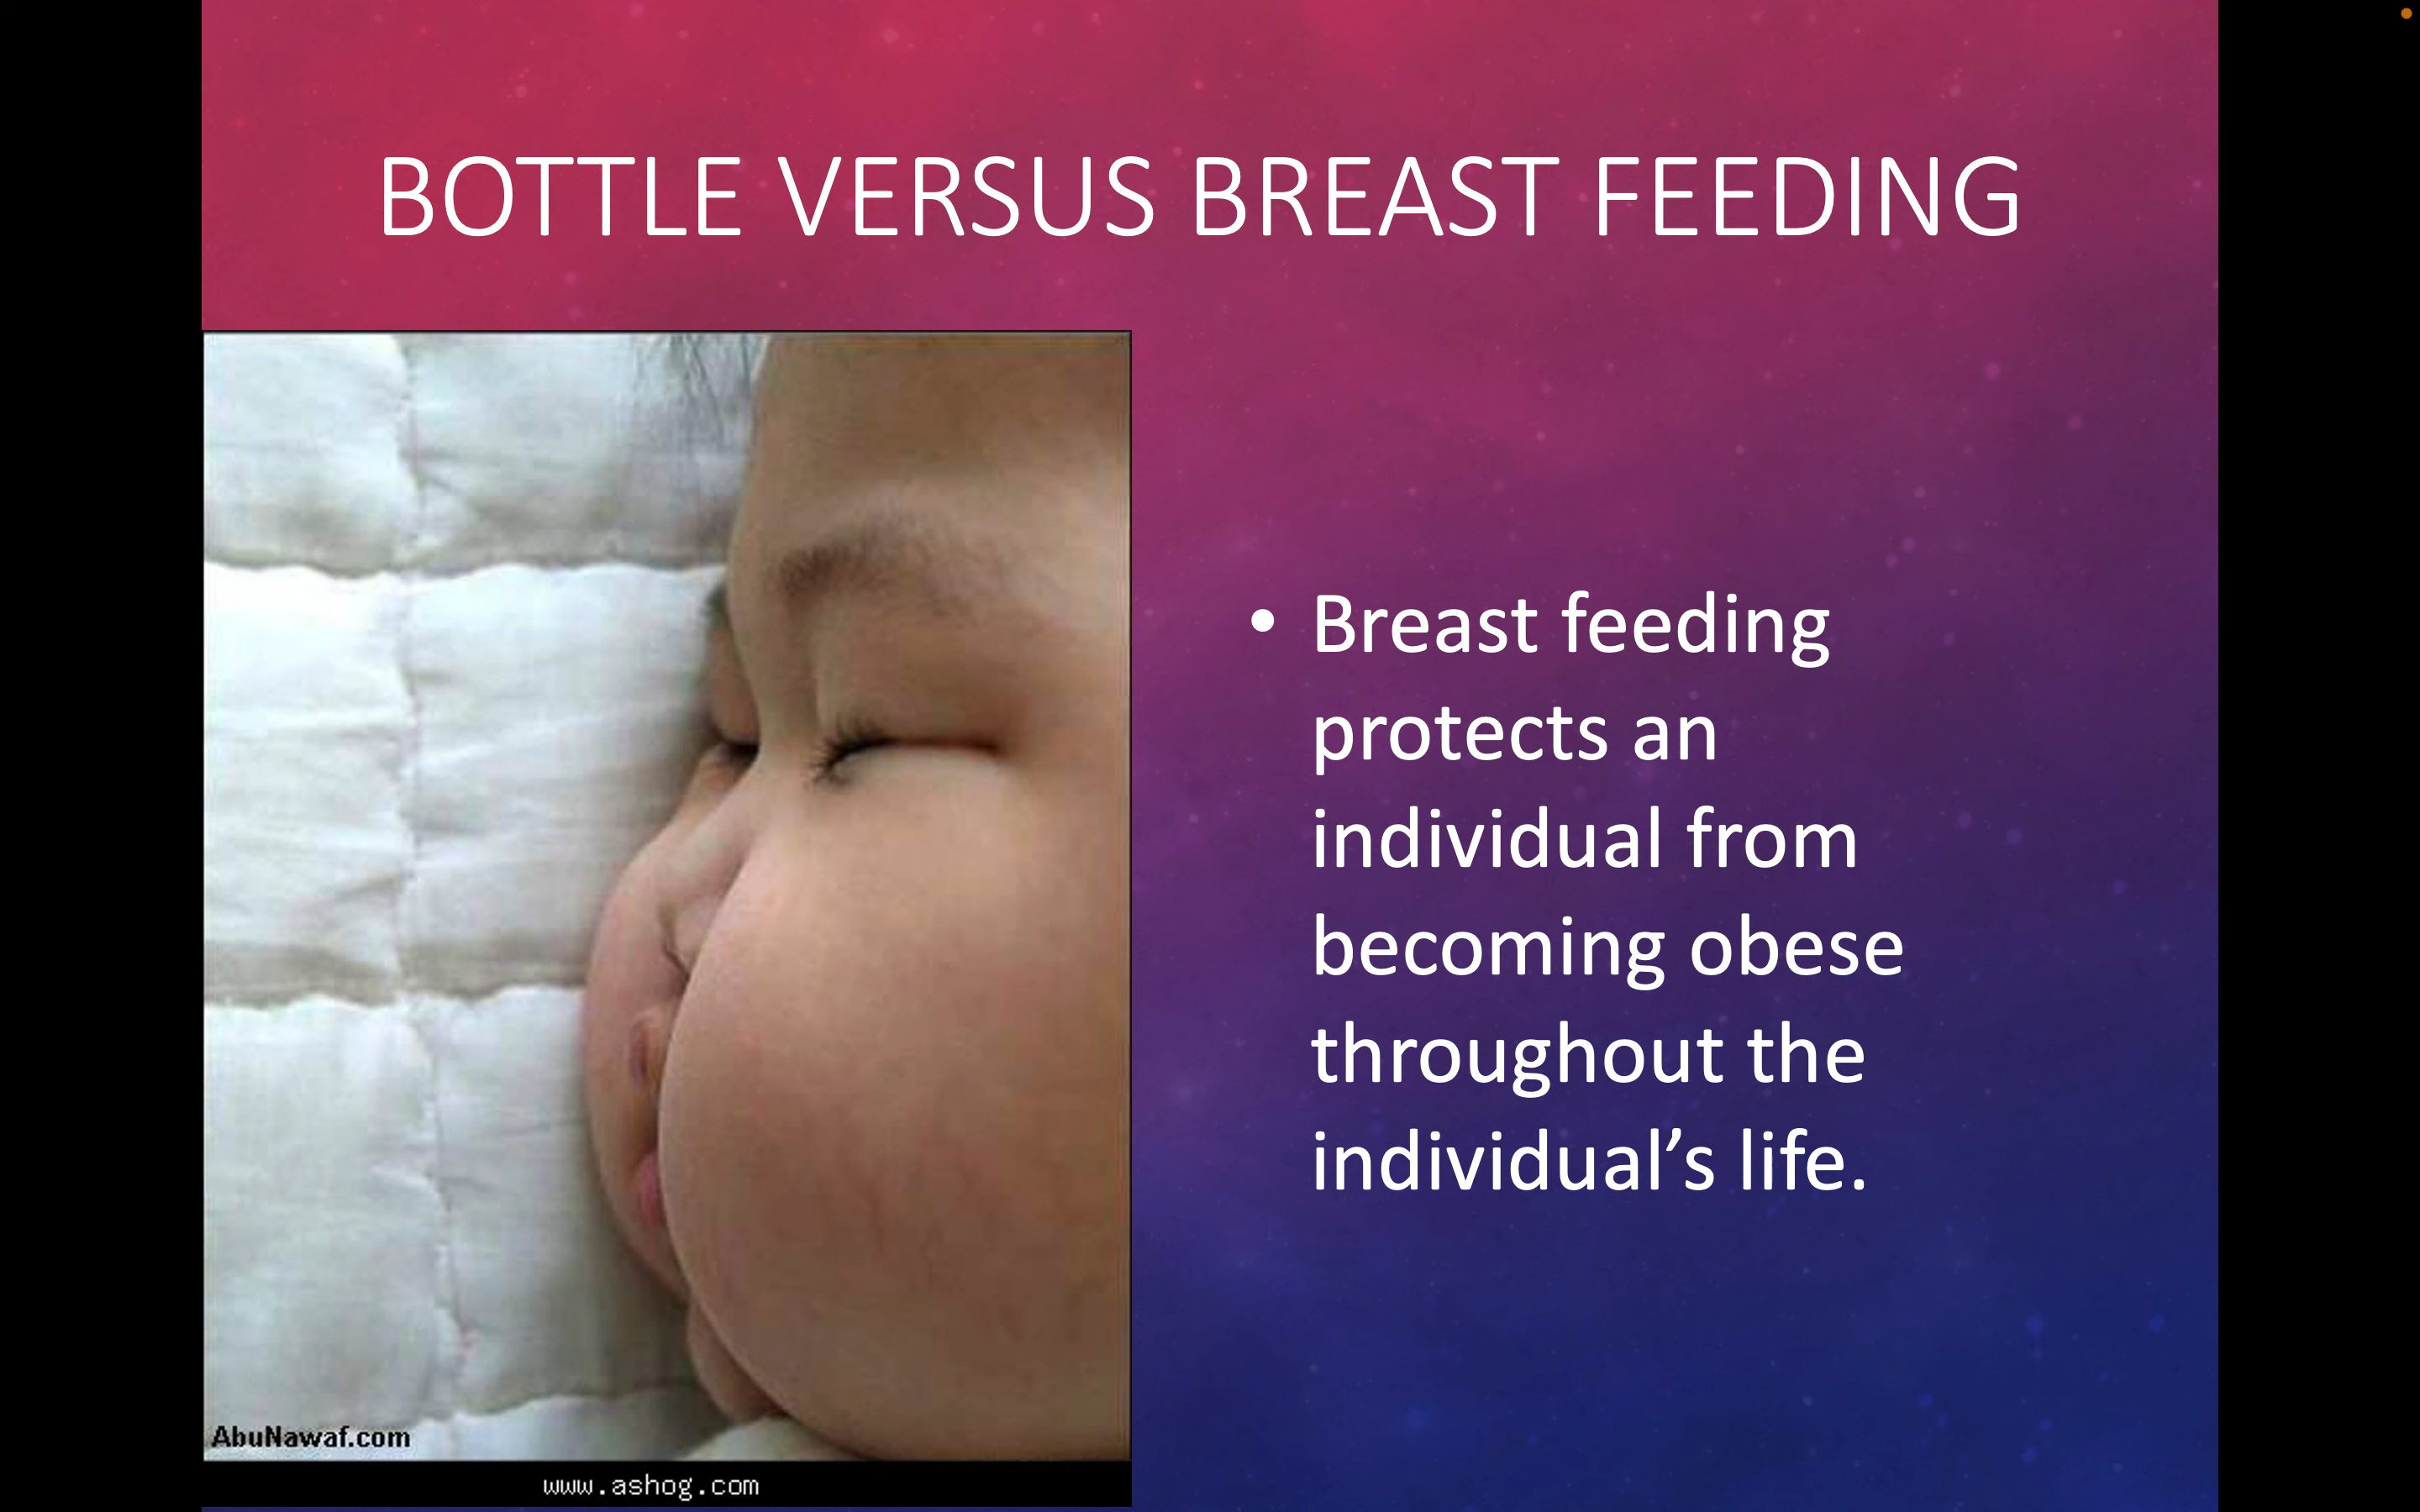 BOTTLE VERSUS BREAST FEEDING
• Breast feeding
protects an
individual from
becoming obese
throughout the
individual’s life.
AbuNawaf.com
www.ashog.com